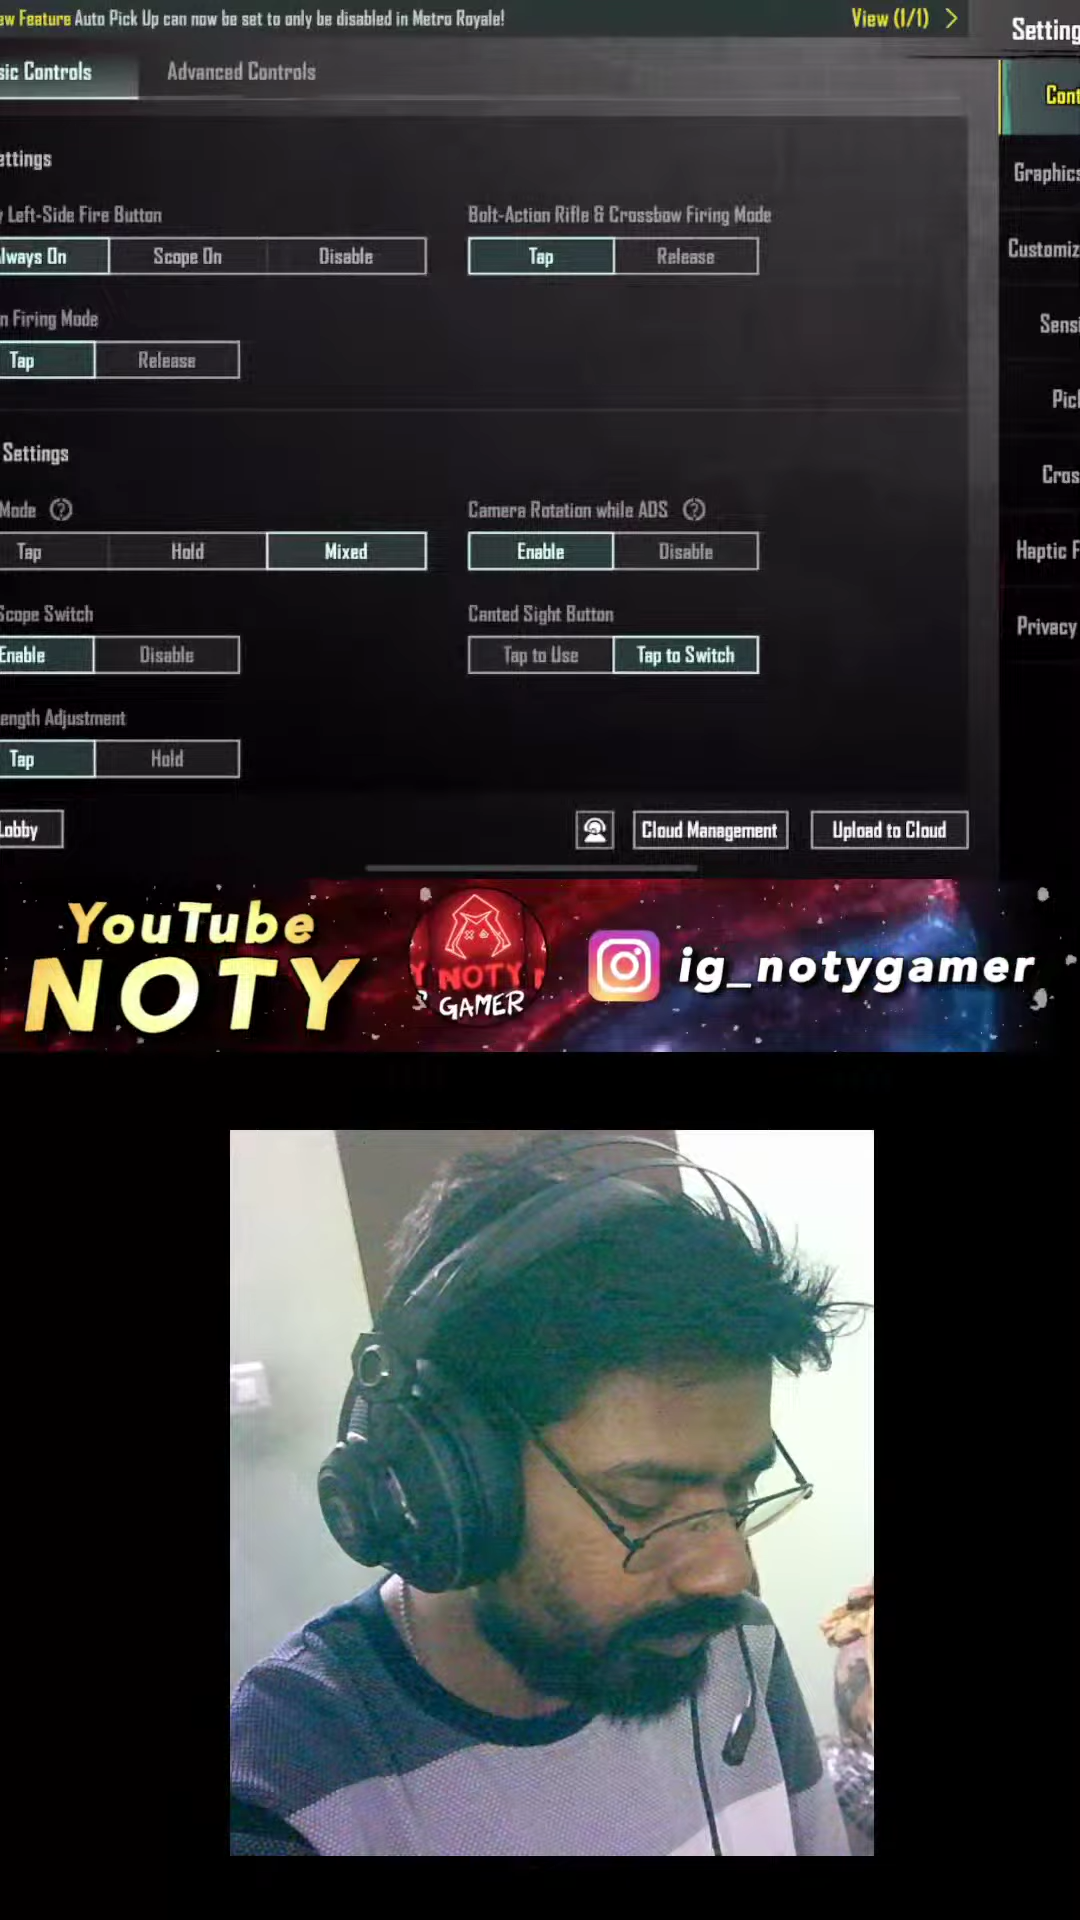 ew Feature Auto Pick Up can now be set to only be disabled in Metro Royale!
View (1/1)
Setting
sic Controls
Advanced Controls
Cont
ettings
Graphics
y Left-Side Fire Button
Bolt-Action Rifle & Crossbow Firing Mode
Always On
Scope On
Disable
Tap
Release
Customiz
n Firing Mode
Sensi
Tap
Release
Pick
Settings
Cros
Mode ?
Camera Rotation while ADS ?
Tap
Hold
Mixed
Enable
Disable
Haptic F
Scope Switch
Canted Sight Button
Privacy
Enable
Disable
Tap to Use
Tap to Switch
ength Adjustment
Tap
Hold
Lobby
Cloud Management
Upload to Cloud
YouTube
NOTY
NOTY
GAMER
ig_notygamer